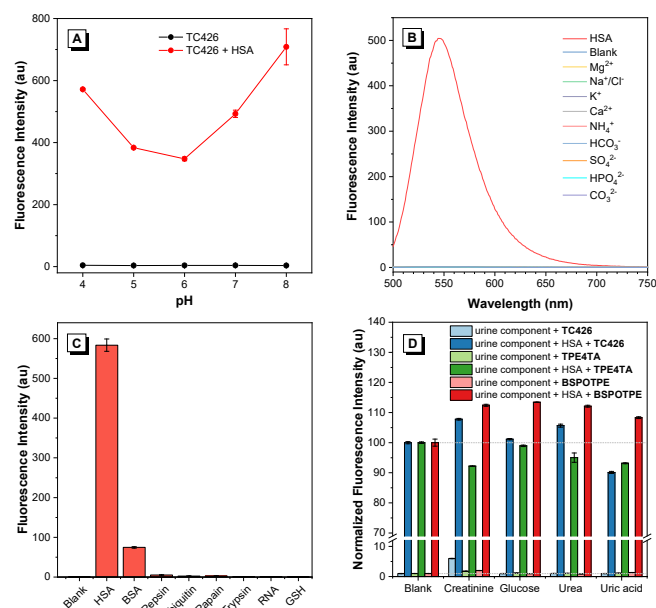 A
TC426
TC426 + HSA
Fluorescence Intensity (au)
800
600
400
200
0
4 5 6 7 8
pH
B
HSA
Blank
Mg²⁺
Na⁺/Cl⁻
K⁺
Ca²⁺
NH₄⁺
HCO₃⁻
SO₄²⁻
HPO₄²⁻
CO₃²⁻
Fluorescence Intensity (au)
500
400
300
200
100
0
500 550 600 650 700 750
Wavelength (nm)
C
Fluorescence Intensity (au)
600
500
400
300
200
100
0
Blank HSA BSA Trypsin RNA GSH
D
urine component + TC426
urine component + HSA + TC426
urine component + TPE4TA
urine component + HSA + TPE4TA
urine component + BSPOTPE
urine component + HSA + BSPOTPE
Normalized Fluorescence Intensity (au)
140
130
120
110
100
90
80
70
10
5
0
Blank Creatinine Glucose Urea Uric acid